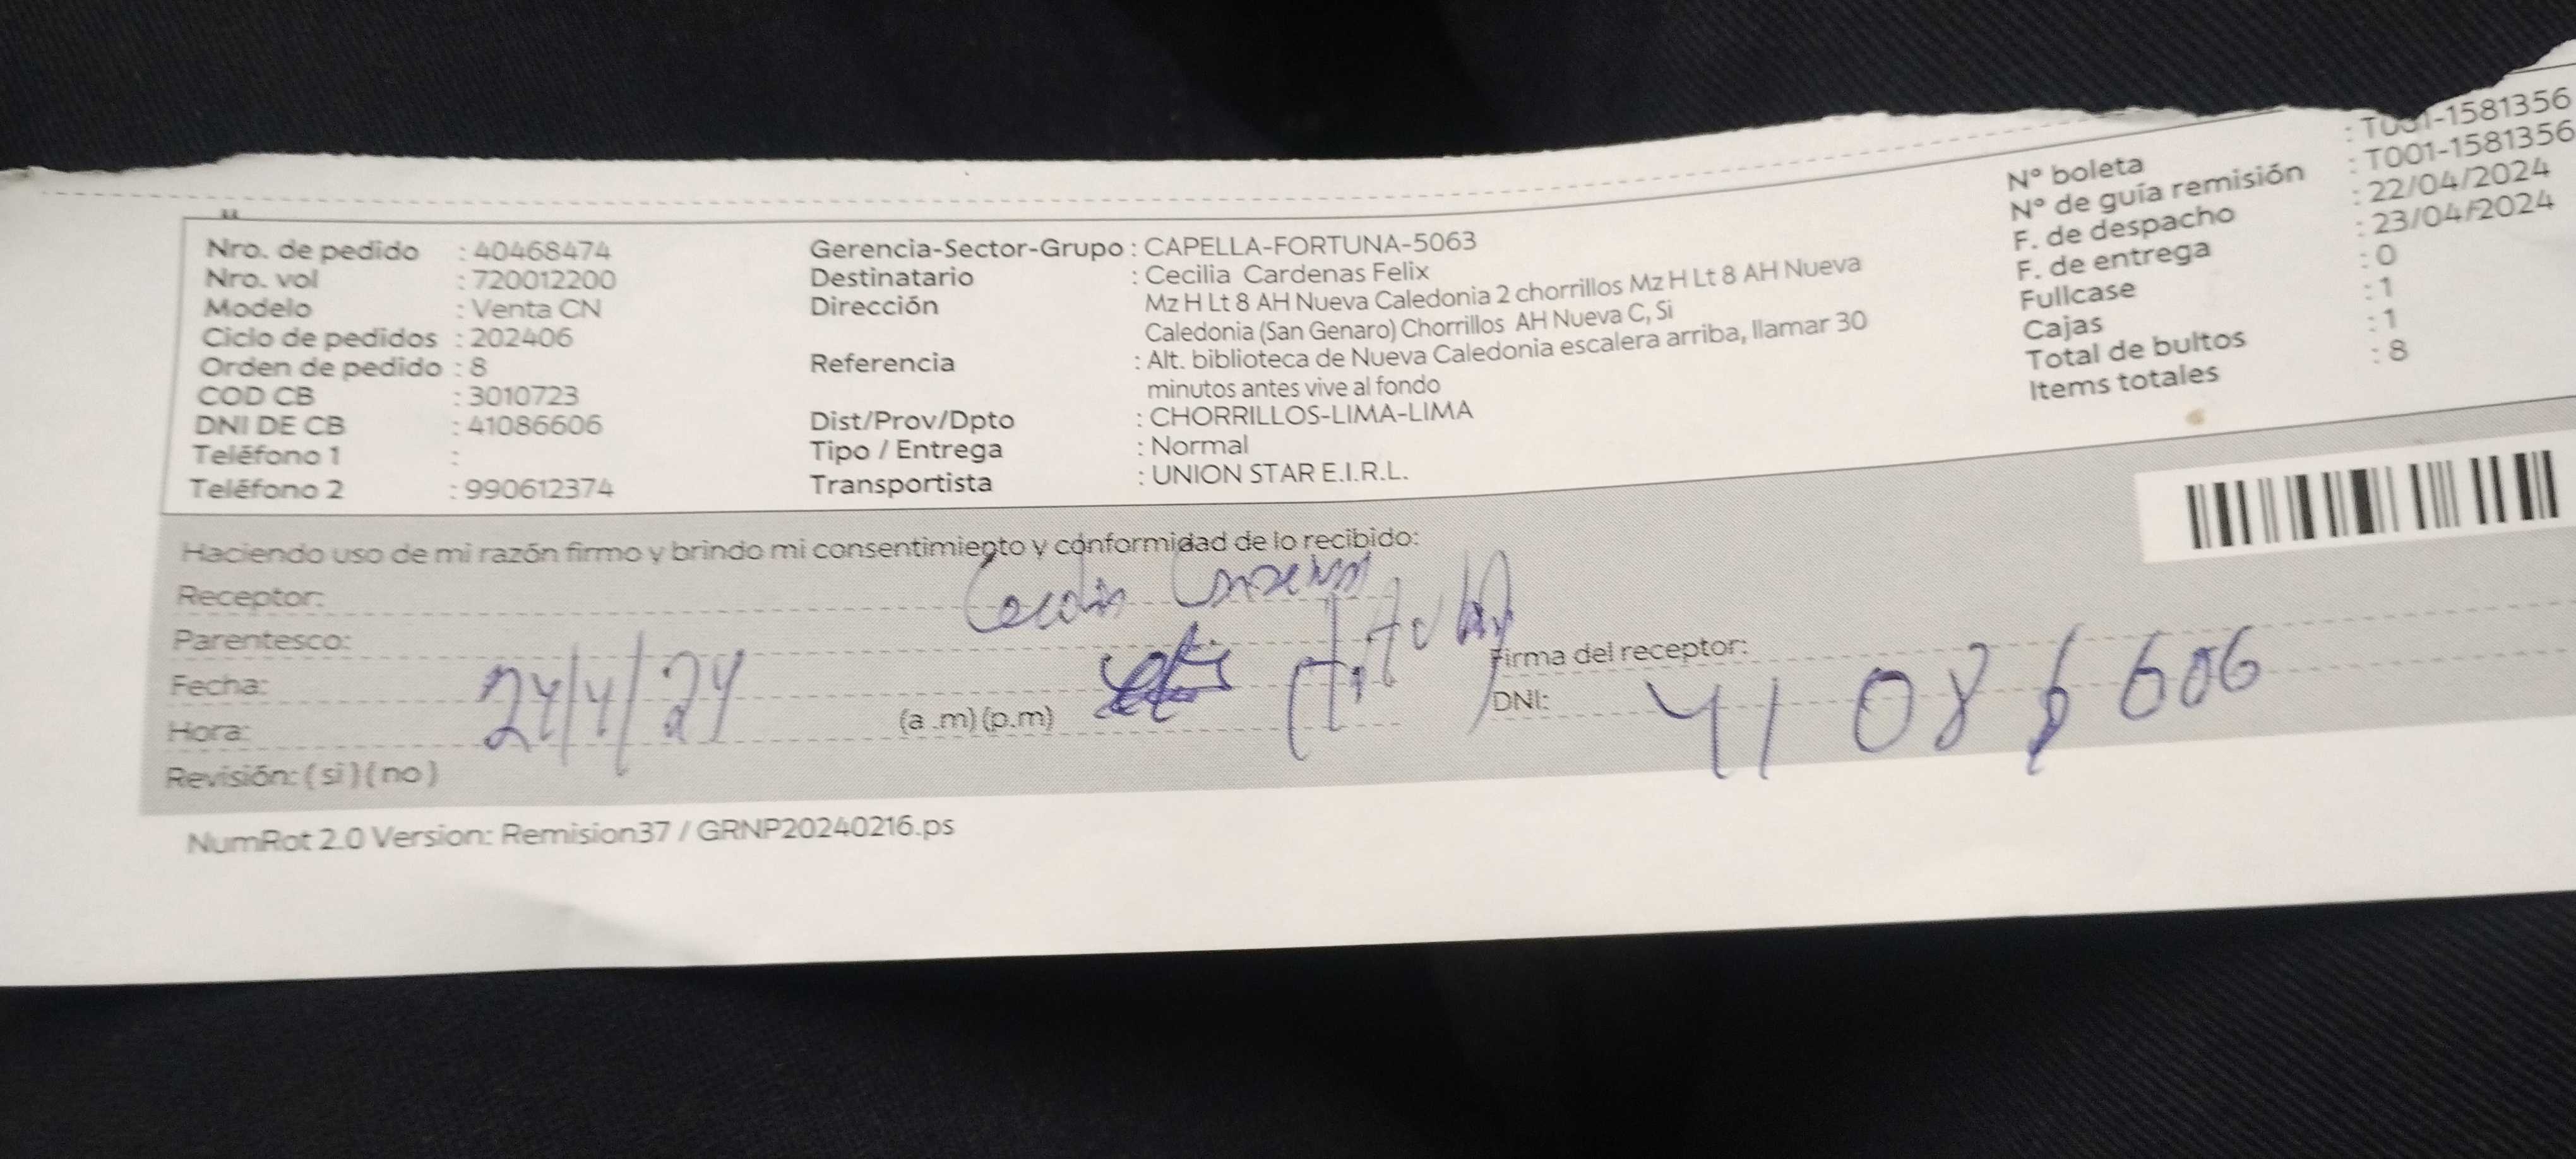 Nro. de pedido : 40468474
Nro. vol : 720012200
Modelo : Venta CN
Ciclo de pedidos : 202406
Orden de pedido : 8
COD CB : 3010723
DNI DE CB : 41086606
Teléfono 1 :
Teléfono 2 : 990612374
Gerencia-Sector-Grupo : CAPELLA-FORTUNA-5063
Destinatario : Cecilia Cardenas Felix
Dirección Mz H Lt 8 AH Nueva Caledonia 2 chorrillos Mz H Lt 8 AH Nueva
Caledonia (San Genaro) Chorrillos AH Nueva C, Si
Referencia : Alt. biblioteca de Nueva Caledonia escalera arriba, llamar 30
minutos antes vive al fondo
Dist/Prov/Dpto : CHORRILLOS-LIMA-LIMA
Tipo / Entrega : Normal
Transportista : UNION STAR E.I.R.L.
: T001-1581356
Nº boleta : T001-1581356
Nº de guía remisión : 22/04/2024
F. de despacho : 23/04/2024
F. de entrega : 0
Fullcase : 1
Cajas : 1
Total de bultos : 8
Items totales
Haciendo uso de mi razón firmo y brindo mi consentimiento y conformidad de lo recibido:
Receptor:
Parentesco:
Fecha: 24/4/24
Hora: (a .m) (p.m)
Revisión: ( si ) ( no )
Firma del receptor:
DNI: 41086606
NumRot 2.0 Version: Remision37 / GRNP20240216.ps